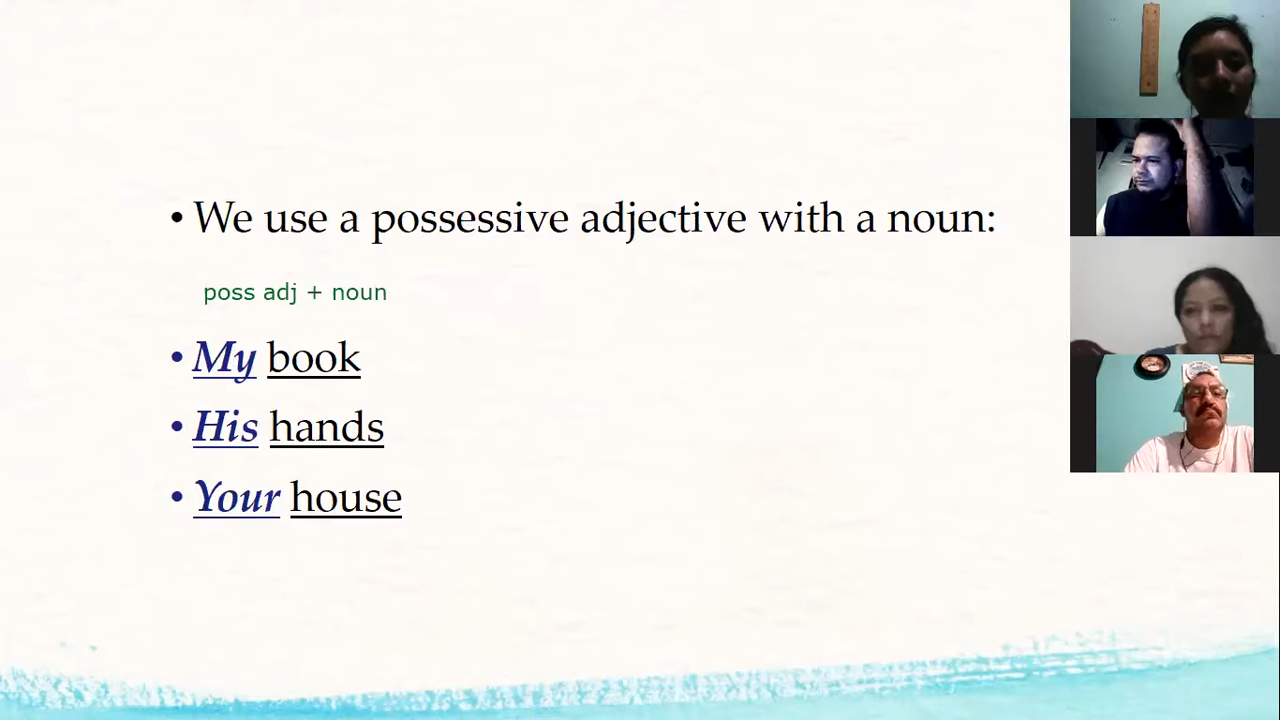 • We use a possessive adjective with a noun:
poss adj + noun
• My book
• His hands
• Your house